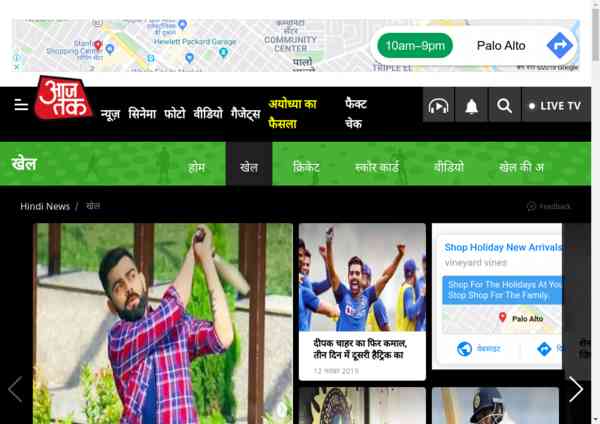 Stanford
Shopping Center
Hewlett Packard Garage
COMMUNITY
CENTER
TRIPLE EL
10am–9pm
Palo Alto
आज तक
न्यूज़ सिनेमा फोटो वीडियो गैजेट्स
अयोध्या का
फैसला
फैक्ट
चेक
LIVE TV
खेल
होम खेल क्रिकेट स्कोर कार्ड वीडियो खेल की अ
Hindi News / खेल
Feedback
दीपक चाहर का फिर कमाल,
तीन दिन में दूसरी हैट्रिक का
12 नवंबर 2019
Shop Holiday New Arrivals
vineyard vines
Shop For The Holidays At You
Stop Shop For The Family.
Palo Alto
वेबसाइट